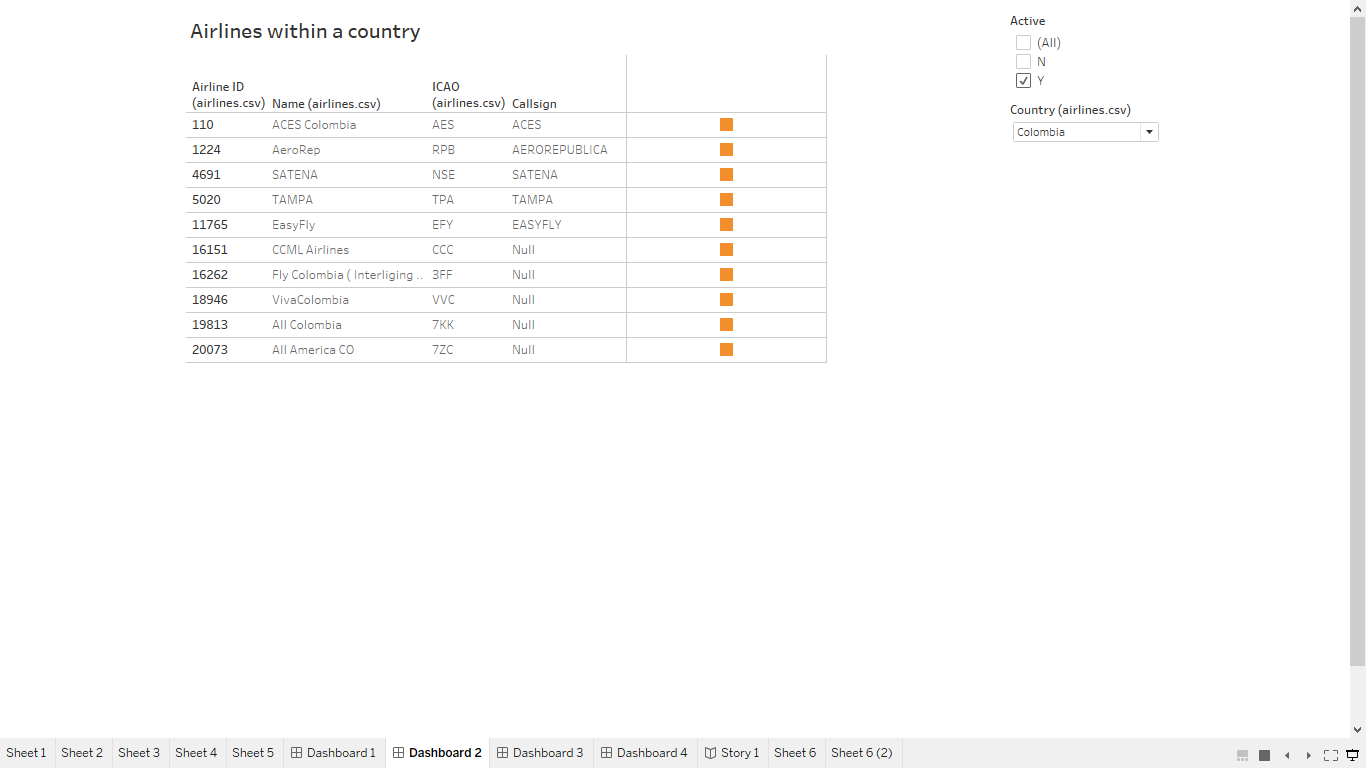 Airlines within a country
Airline ID (airlines.csv) Name (airlines.csv) ICAO (airlines.csv) Callsign
110 ACES Colombia AES ACES
1224 AeroRep RPB AEROREPUBLICA
4691 SATENA NSE SATENA
5020 TAMPA TPA TAMPA
11765 EasyFly EFY EASYFLY
16151 CCML Airlines CCC Null
16262 Fly Colombia ( Interliging .. 3FF Null
18946 VivaColombia VVC Null
19813 All Colombia 7KK Null
20073 All America CO 7ZC Null
Active
(All)
N
Y
Country (airlines.csv)
Colombia
Sheet 1 Sheet 2 Sheet 3 Sheet 4 Sheet 5 Dashboard 1 Dashboard 2 Dashboard 3 Dashboard 4 Story 1 Sheet 6 Sheet 6 (2)